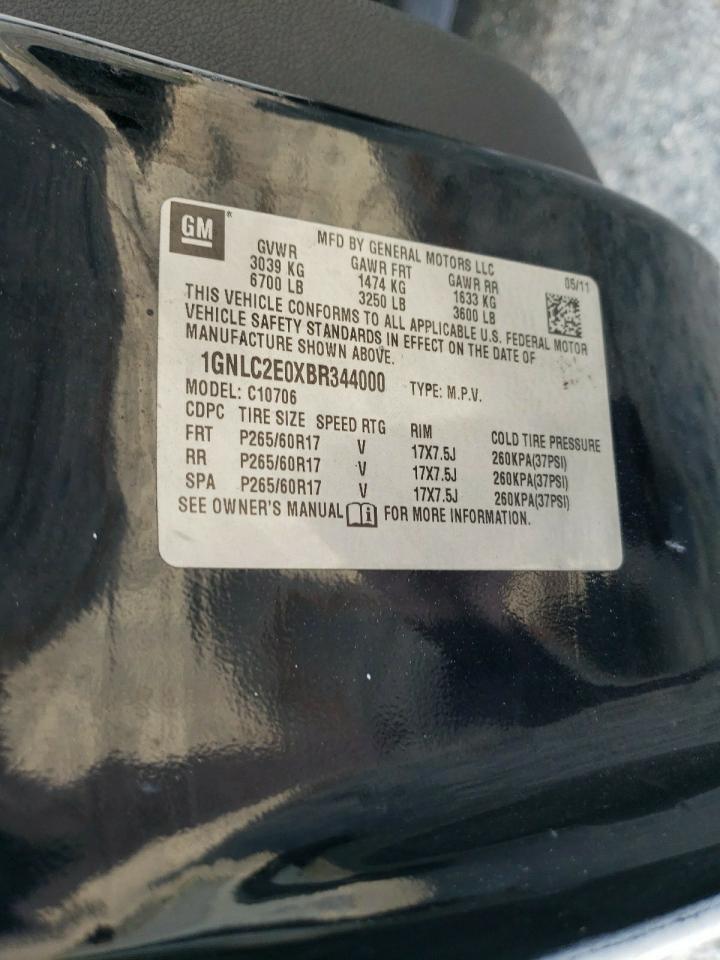 GM®
MFD BY GENERAL MOTORS LLC 05/11
GVWR GAWR FRT GAWR RR
3039 KG 1474 KG 1633 KG
6700 LB 3250 LB 3600 LB
THIS VEHICLE CONFORMS TO ALL APPLICABLE U.S. FEDERAL MOTOR
VEHICLE SAFETY STANDARDS IN EFFECT ON THE DATE OF
MANUFACTURE SHOWN ABOVE.
1GNLC2E0XBR344000 TYPE: M.P.V.
MODEL: C10706
CDPC TIRE SIZE SPEED RTG RIM COLD TIRE PRESSURE
FRT P265/60R17 V 17X7.5J 260KPA(37PSI)
RR P265/60R17 V 17X7.5J 260KPA(37PSI)
SPA P265/60R17 V 17X7.5J 260KPA(37PSI)
SEE OWNER'S MANUAL i FOR MORE INFORMATION.